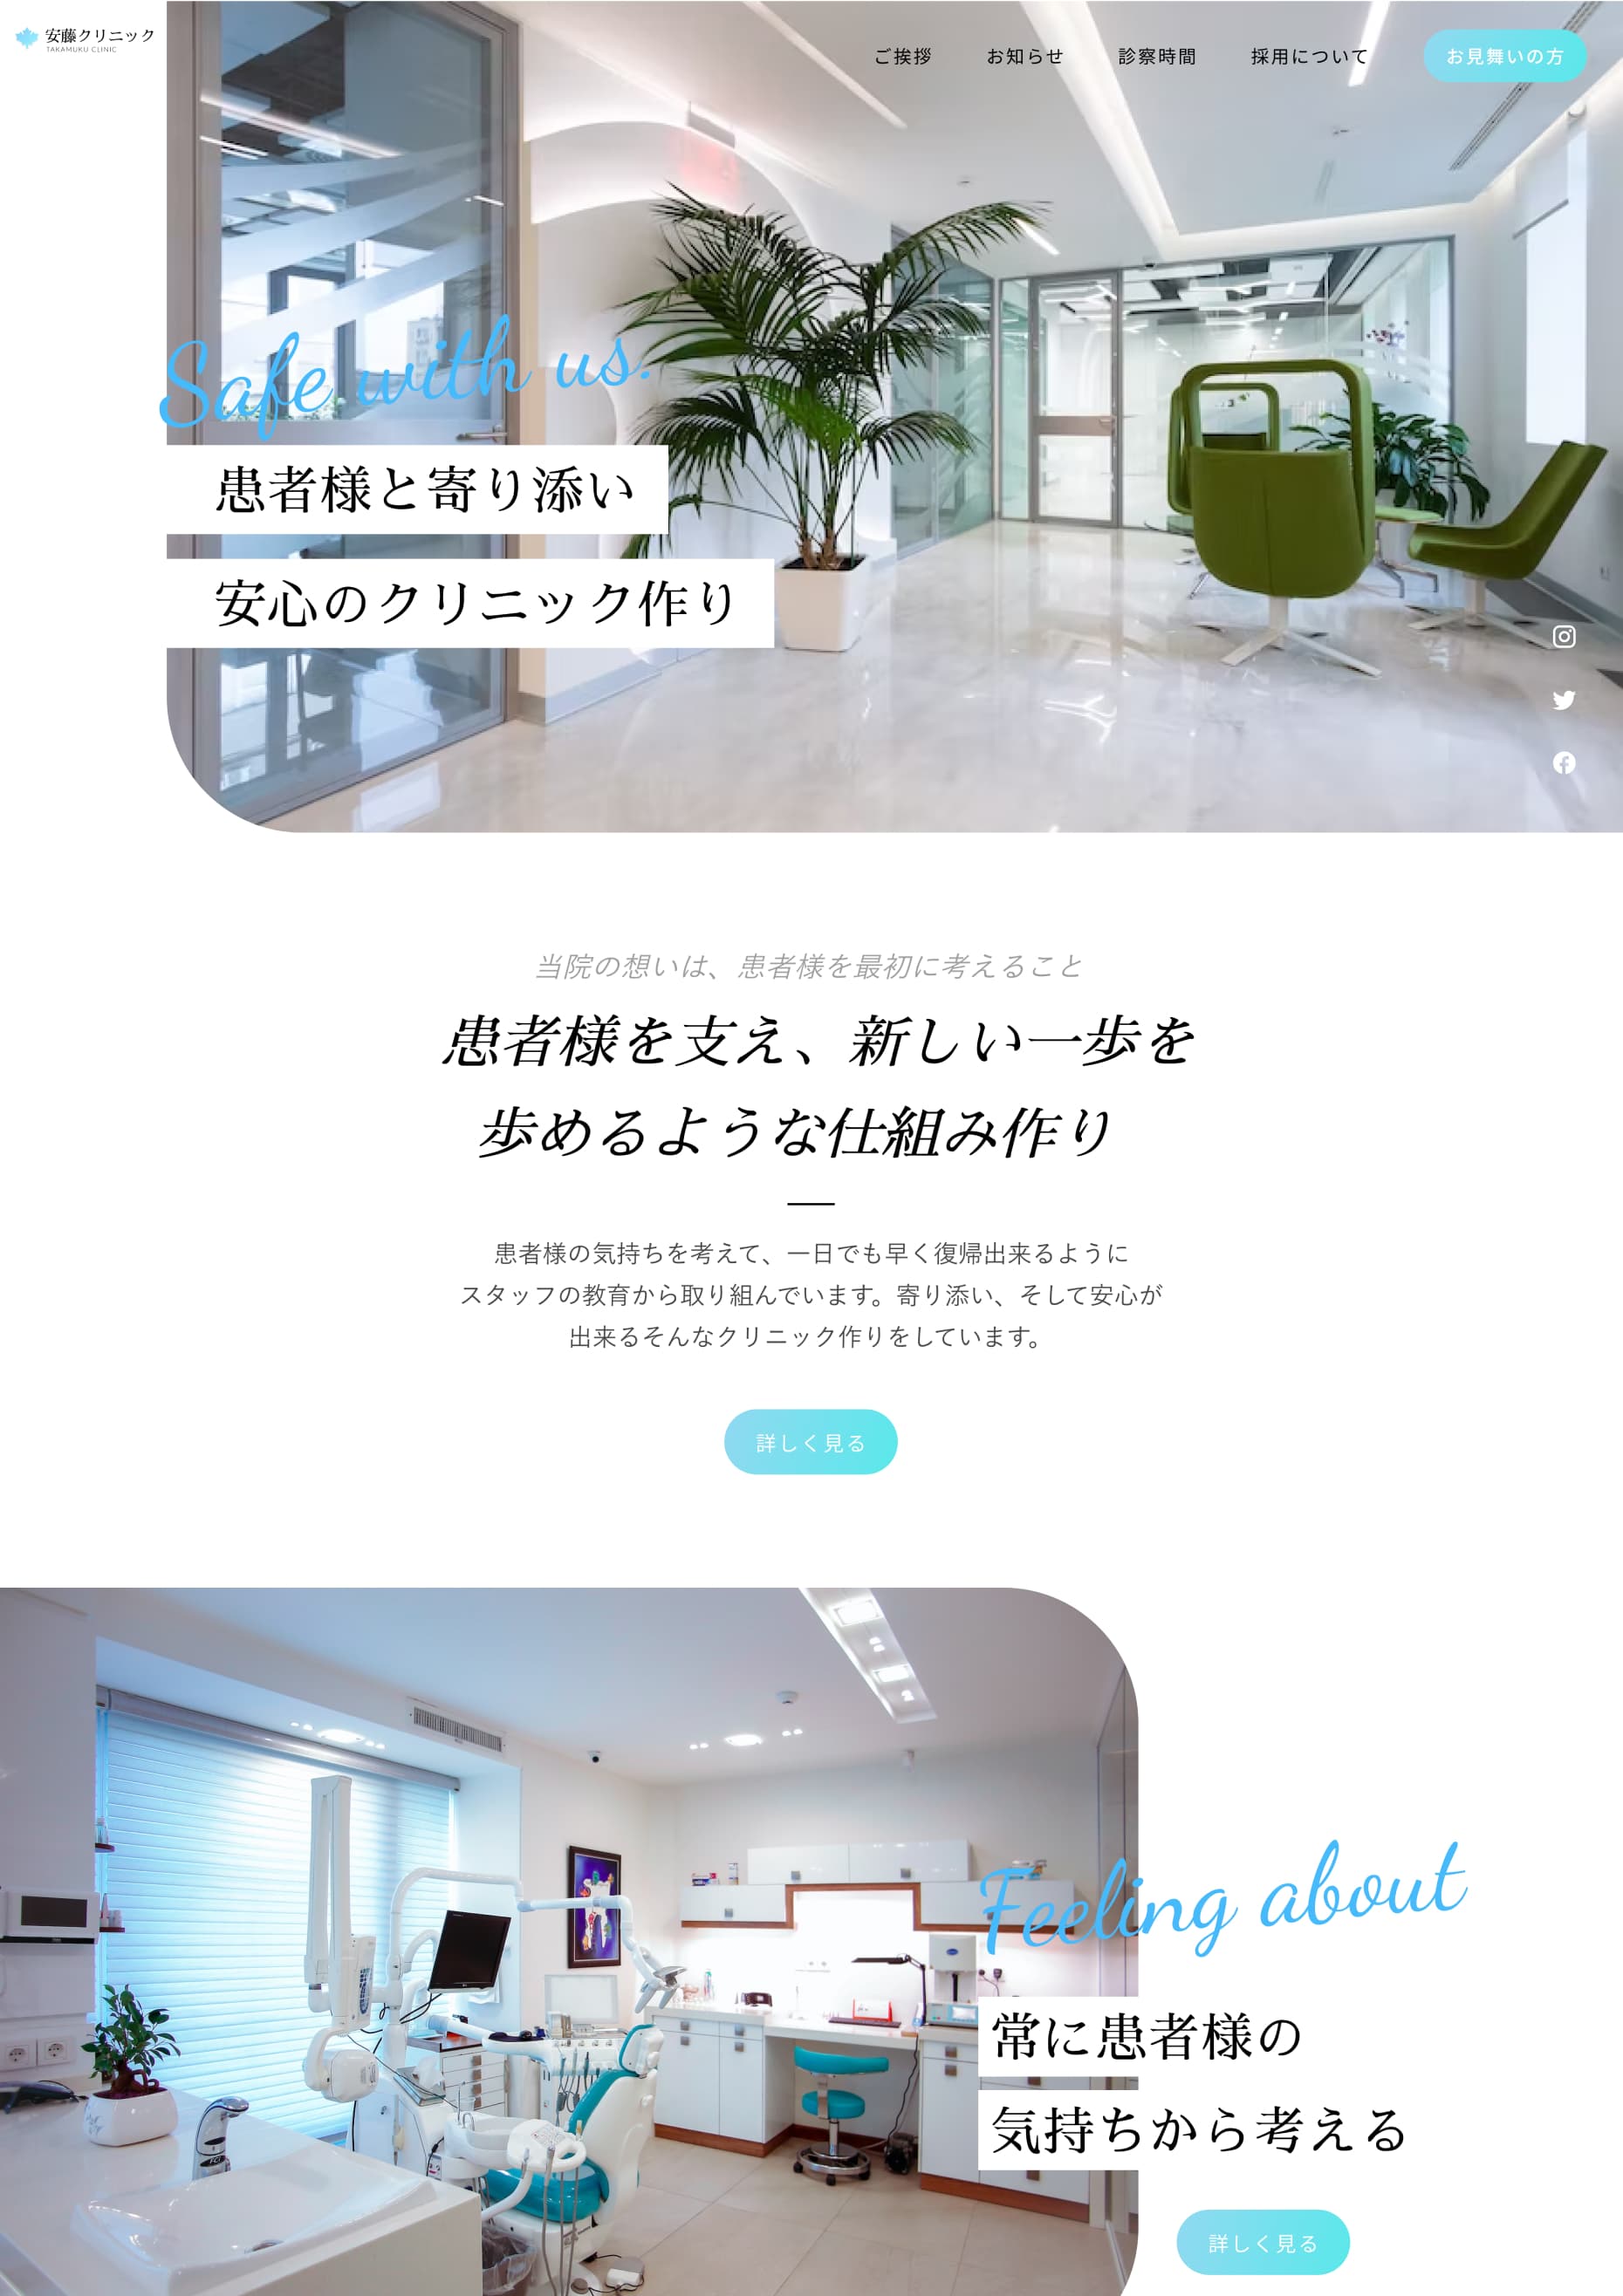 安藤クリニック
TAKAMUKU CLINIC
ご挨拶
お知らせ
診察時間
採用について
お見舞いの方
Safe with us.
患者様と寄り添い
安心のクリニック作り
当院の想いは、患者様を最初に考えること
患者様を支え、新しい一歩を
歩めるような仕組み作り
患者様の気持ちを考えて、一日でも早く復帰出来るように
スタッフの教育から取り組んでいます。寄り添い、そして安心が
出来るそんなクリニック作りをしています。
詳しく見る
Feeling about
常に患者様の
気持ちから考える
詳しく見る